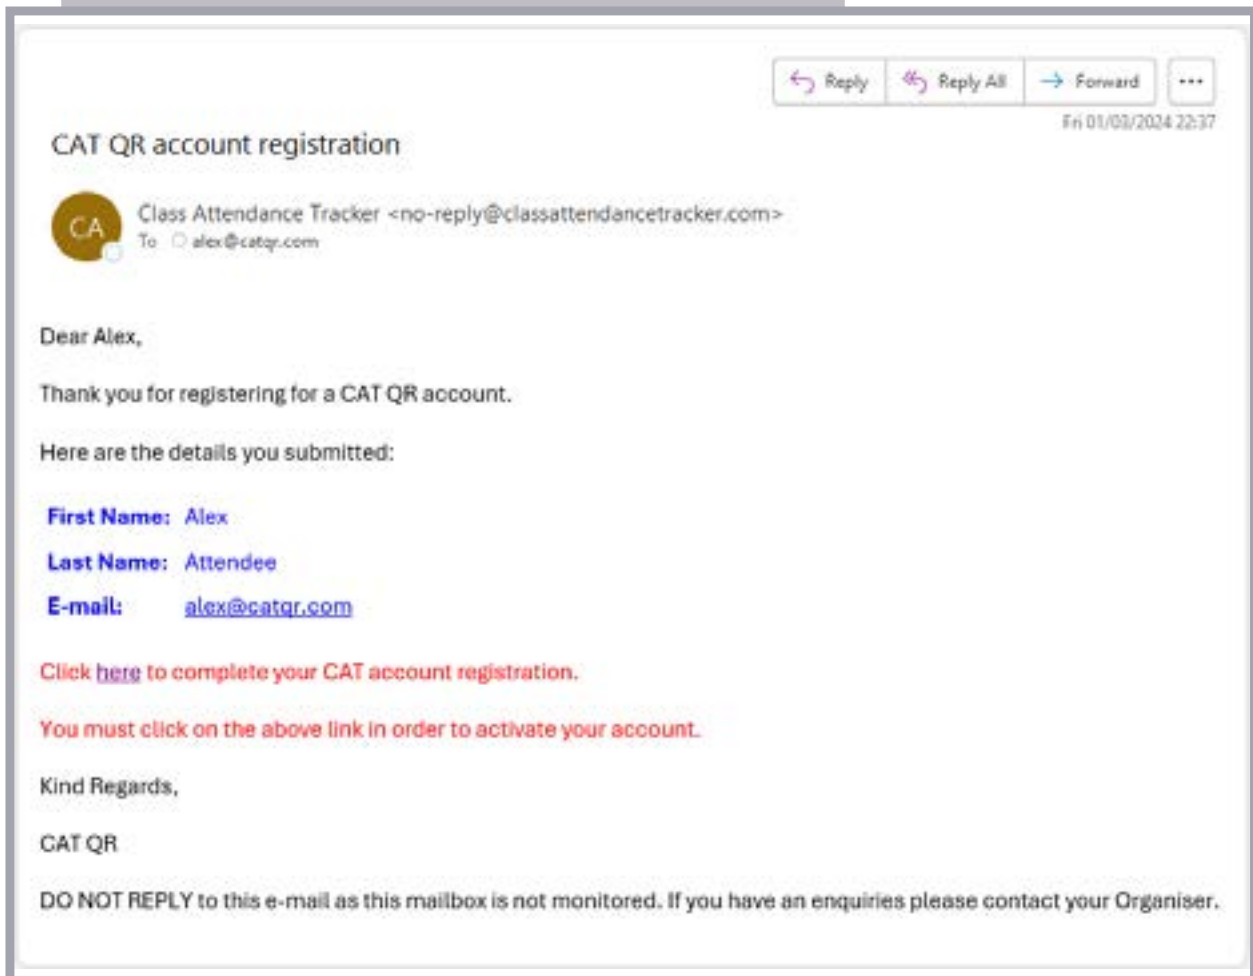 Reply Reply All Forward ...
Fri 01/03/2024 22:37
CAT QR account registration
CA
Class Attendance Tracker <no-reply@classattendancetracker.com>
To alex@catqr.com
Dear Alex,
Thank you for registering for a CAT QR account.
Here are the details you submitted:
First Name: Alex
Last Name: Attendee
E-mail: alex@catqr.com
Click here to complete your CAT account registration.
You must click on the above link in order to activate your account.
Kind Regards,
CAT QR
DO NOT REPLY to this e-mail as this mailbox is not monitored. If you have an enquiries please contact your Organiser.